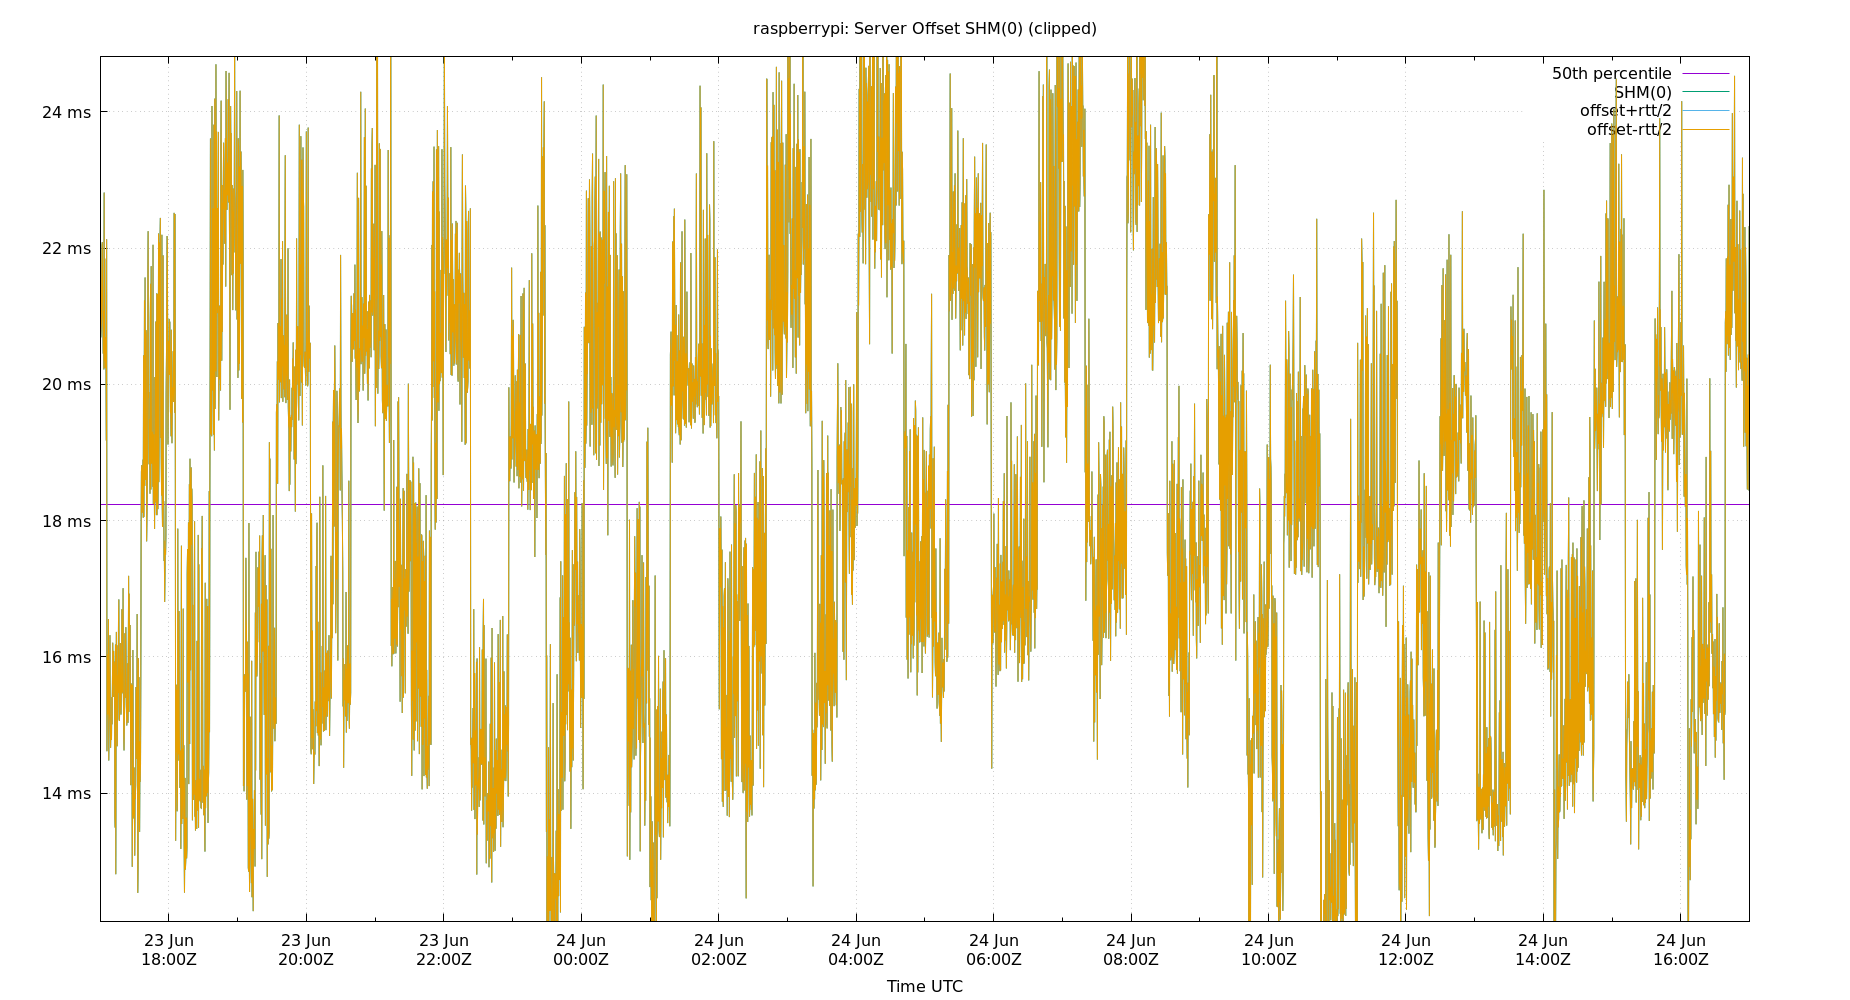 raspberrypi: Server Offset SHM(0) (clipped)
50th percentile
SHM(0)
offset+rtt/2
offset-rtt/2
24 ms
22 ms
20 ms
18 ms
16 ms
14 ms
23 Jun 23 Jun 23 Jun 24 Jun 24 Jun 24 Jun 24 Jun 24 Jun 24 Jun 24 Jun 24 Jun 24 Jun
18:00Z 20:00Z 22:00Z 00:00Z 02:00Z 04:00Z 06:00Z 08:00Z 10:00Z 12:00Z 14:00Z 16:00Z
Time UTC